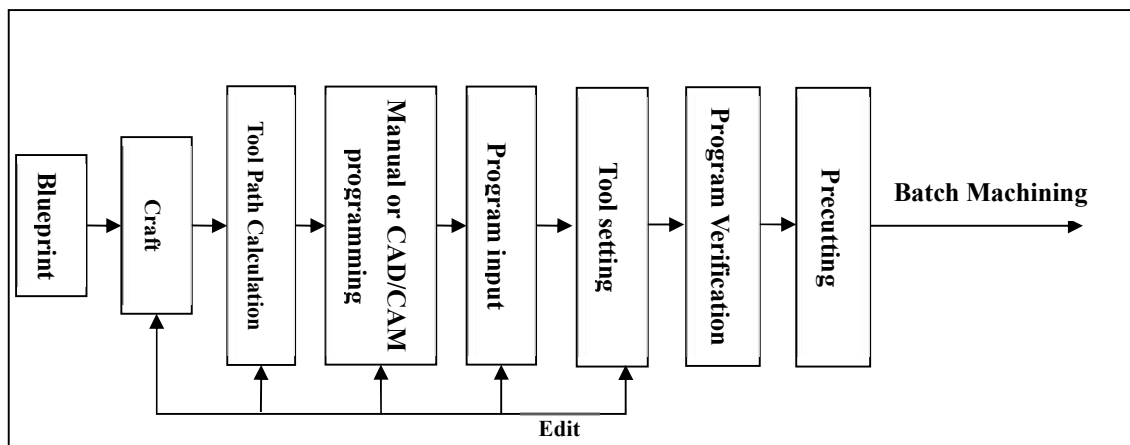 Blueprint
Craft
Tool Path Calculation
Manual or CAD/CAM
programming
Program input
Tool setting
Program Verification
Precutting
Batch Machining
Edit